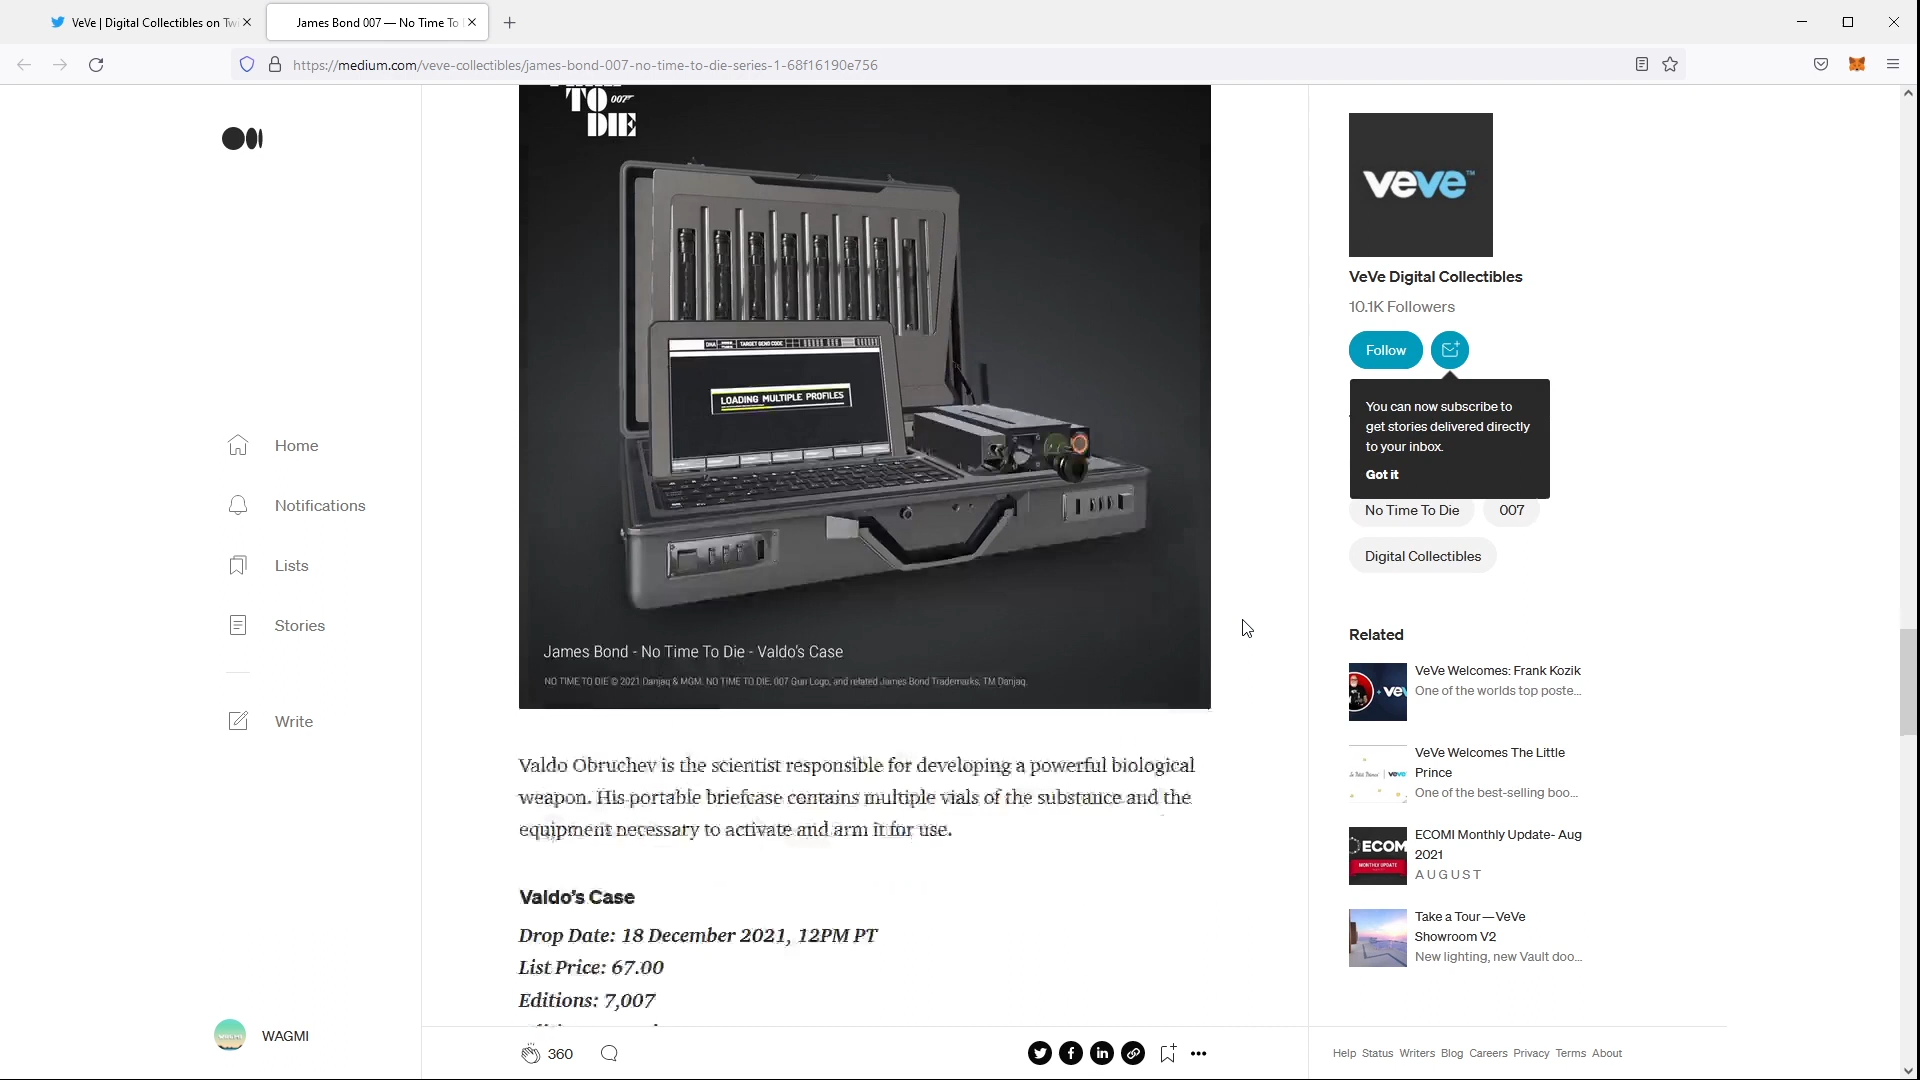 VeVe | Digital Collectibles on Twi
James Bond 007 — No Time To
https://medium.com/veve-collectibles/james-bond-007-no-time-to-die-series-1-68f16190e756
TO 007
DIE
DNA
TARGET GENO CODE
LOADING MULTIPLE PROFILES
James Bond - No Time To Die - Valdo's Case
NO TIME TO DIE © 2021 Danjaq & MGM. NO TIME TO DIE, 007 Gun Logo, and related James Bond Trademarks, TM Danjaq.
Valdo Obruchev is the scientist responsible for developing a powerful biological
weapon. His portable briefcase contains multiple vials of the substance and the
equipment necessary to activate and arm it for use.
Valdo's Case
Drop Date: 18 December 2021, 12PM PT
List Price: 67.00
Editions: 7,007
360
Home
Notifications
Lists
Stories
Write
WAGMI
veve™
VeVe Digital Collectibles
10.1K Followers
Follow
You can now subscribe to
get stories delivered directly
to your inbox.
Got it
No Time To Die
007
Digital Collectibles
Related
VeVe Welcomes: Frank Kozik
One of the worlds top poste...
VeVe Welcomes The Little
Prince
One of the best-selling boo...
ECOM
MONTHLY UPDATE
ECOMI Monthly Update- Aug
2021
AUGUST
Take a Tour — VeVe
Showroom V2
New lighting, new Vault doo...
Help Status Writers Blog Careers Privacy Terms About